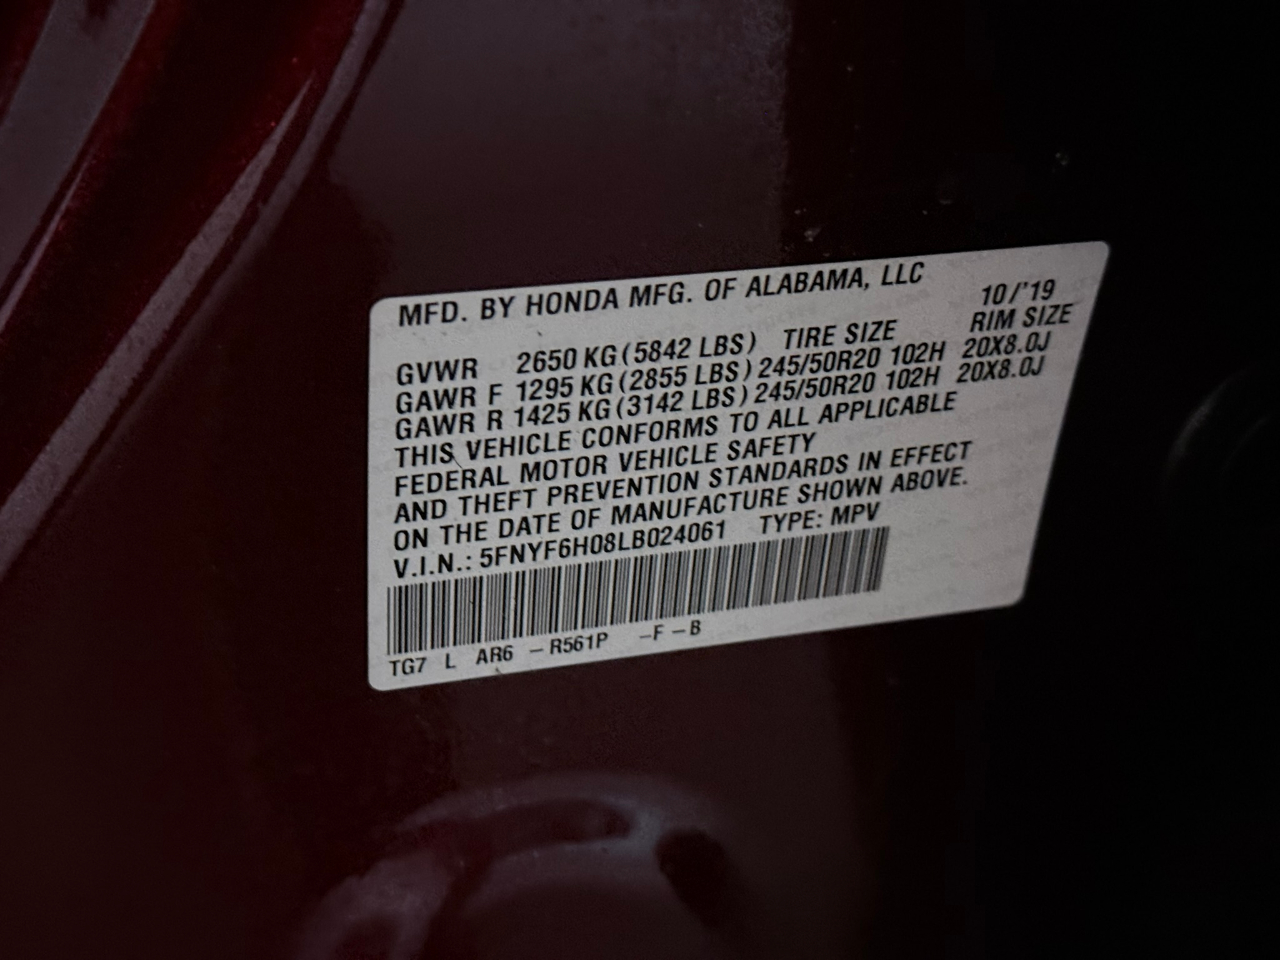 MFD. BY HONDA MFG. OF ALABAMA, LLC 10/'19
GVWR 2650 KG (5842 LBS) TIRE SIZE RIM SIZE
GAWR F 1295 KG (2855 LBS) 245/50R20 102H 20X8.0J
GAWR R 1425 KG (3142 LBS) 245/50R20 102H 20X8.0J
THIS VEHICLE CONFORMS TO ALL APPLICABLE
FEDERAL MOTOR VEHICLE SAFETY
AND THEFT PREVENTION STANDARDS IN EFFECT
ON THE DATE OF MANUFACTURE SHOWN ABOVE.
V.I.N.: 5FNYF6H08LB024061 TYPE: MPV
TG7 L AR6 – R561P –F –B